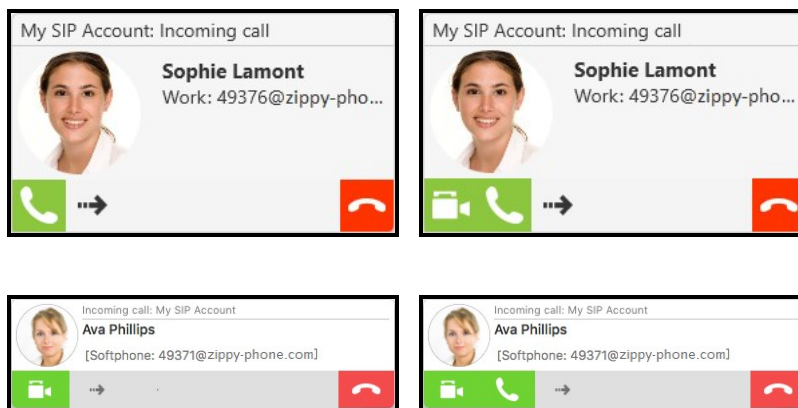 My SIP Account: Incoming call
Sophie Lamont
Work: 49376@zippy-pho...
My SIP Account: Incoming call
Sophie Lamont
Work: 49376@zippy-pho...
Incoming call: My SIP Account
Ava Phillips
[Softphone: 49371@zippy-phone.com]
Incoming call: My SIP Account
Ava Phillips
[Softphone: 49371@zippy-phone.com]